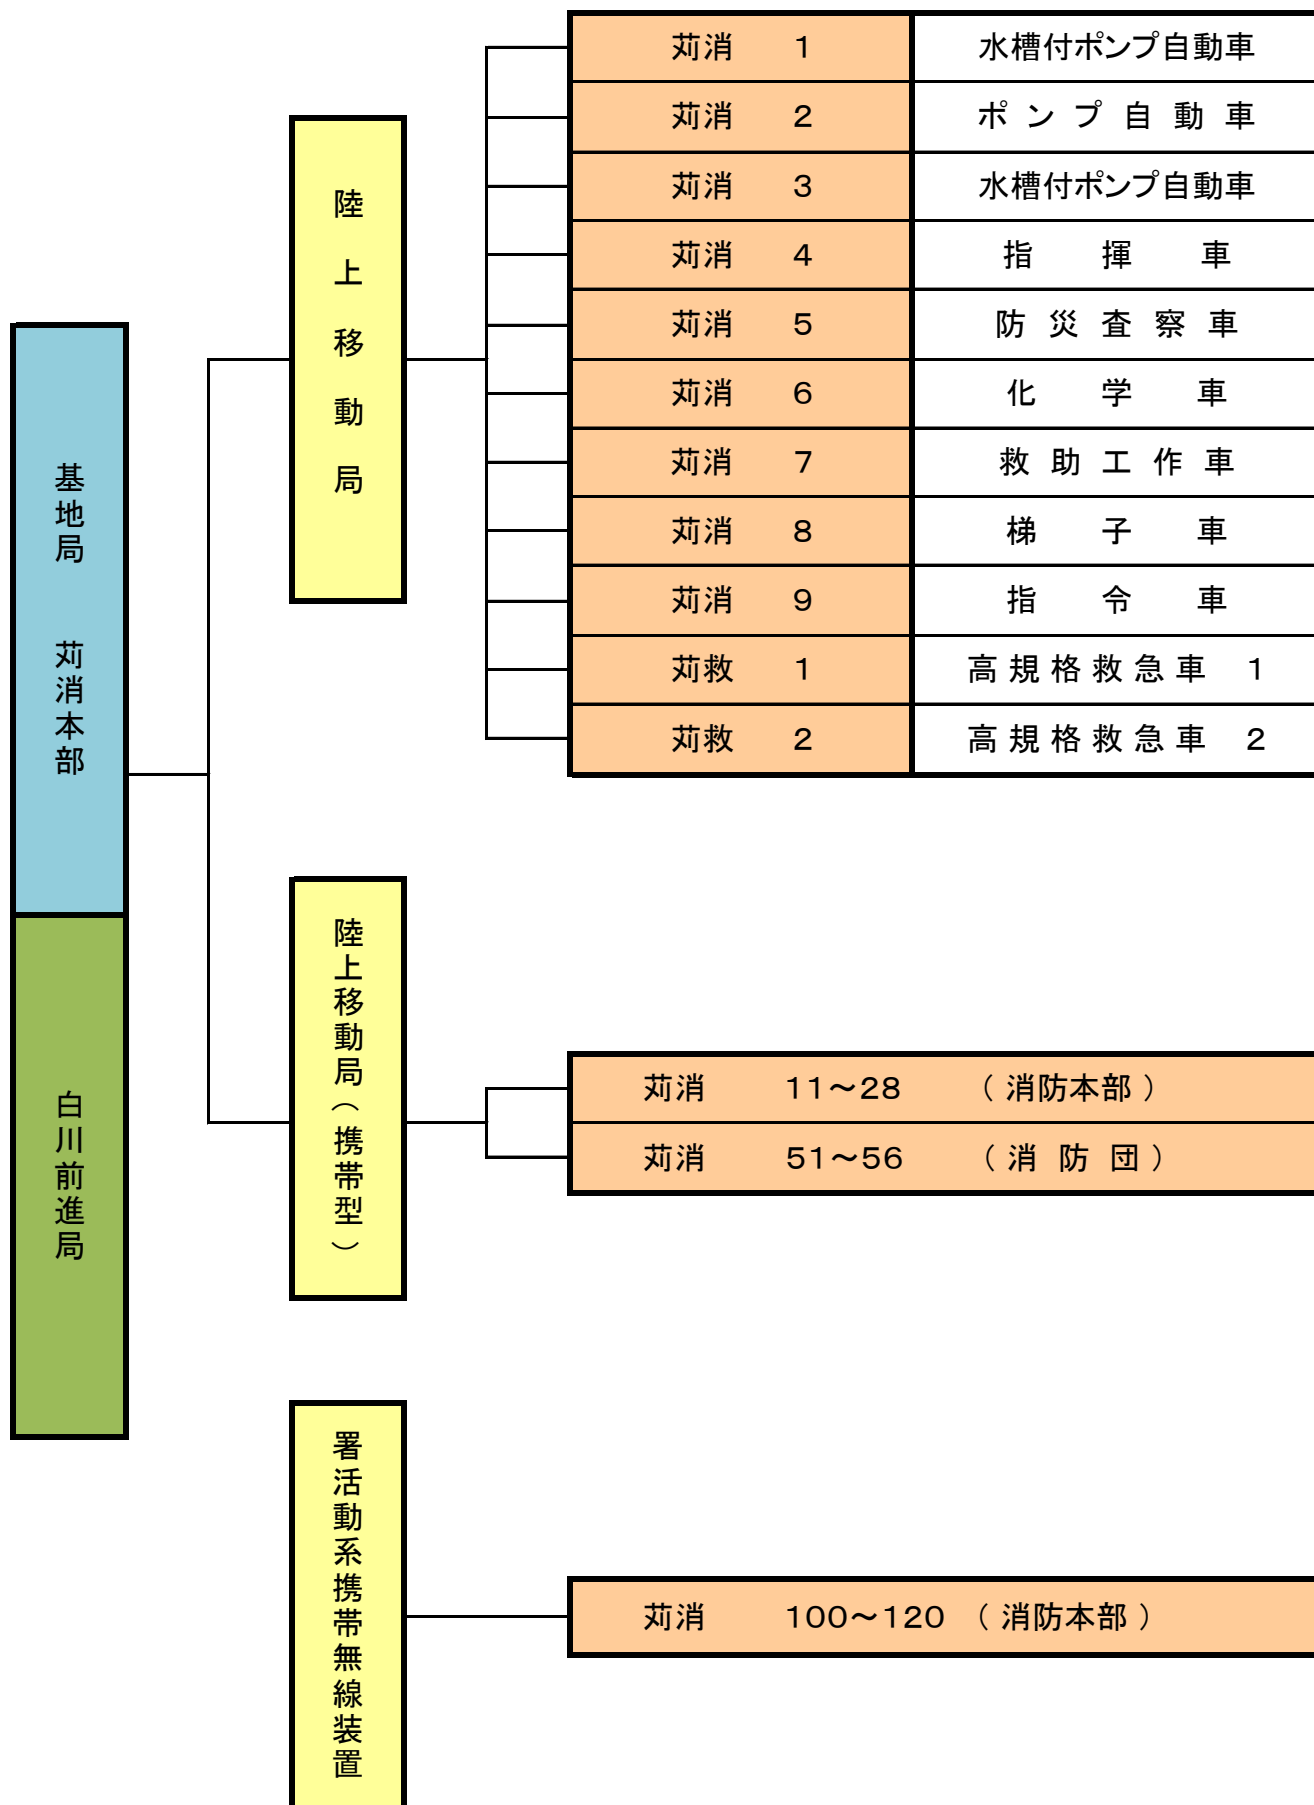 基地局 苅消本部
白川前進局
陸上移動局
苅消 1 水槽付ポンプ自動車
苅消 2 ポンプ自動車
苅消 3 水槽付ポンプ自動車
苅消 4 指揮車
苅消 5 防災査察車
苅消 6 化学車
苅消 7 救助工作車
苅消 8 梯子車
苅消 9 指令車
苅救 1 高規格救急車 1
苅救 2 高規格救急車 2
陸上移動局(携帯型)
苅消 11～28 (消防本部)
苅消 51～56 (消防団)
署活動系携帯無線装置
苅消 100～120 (消防本部)